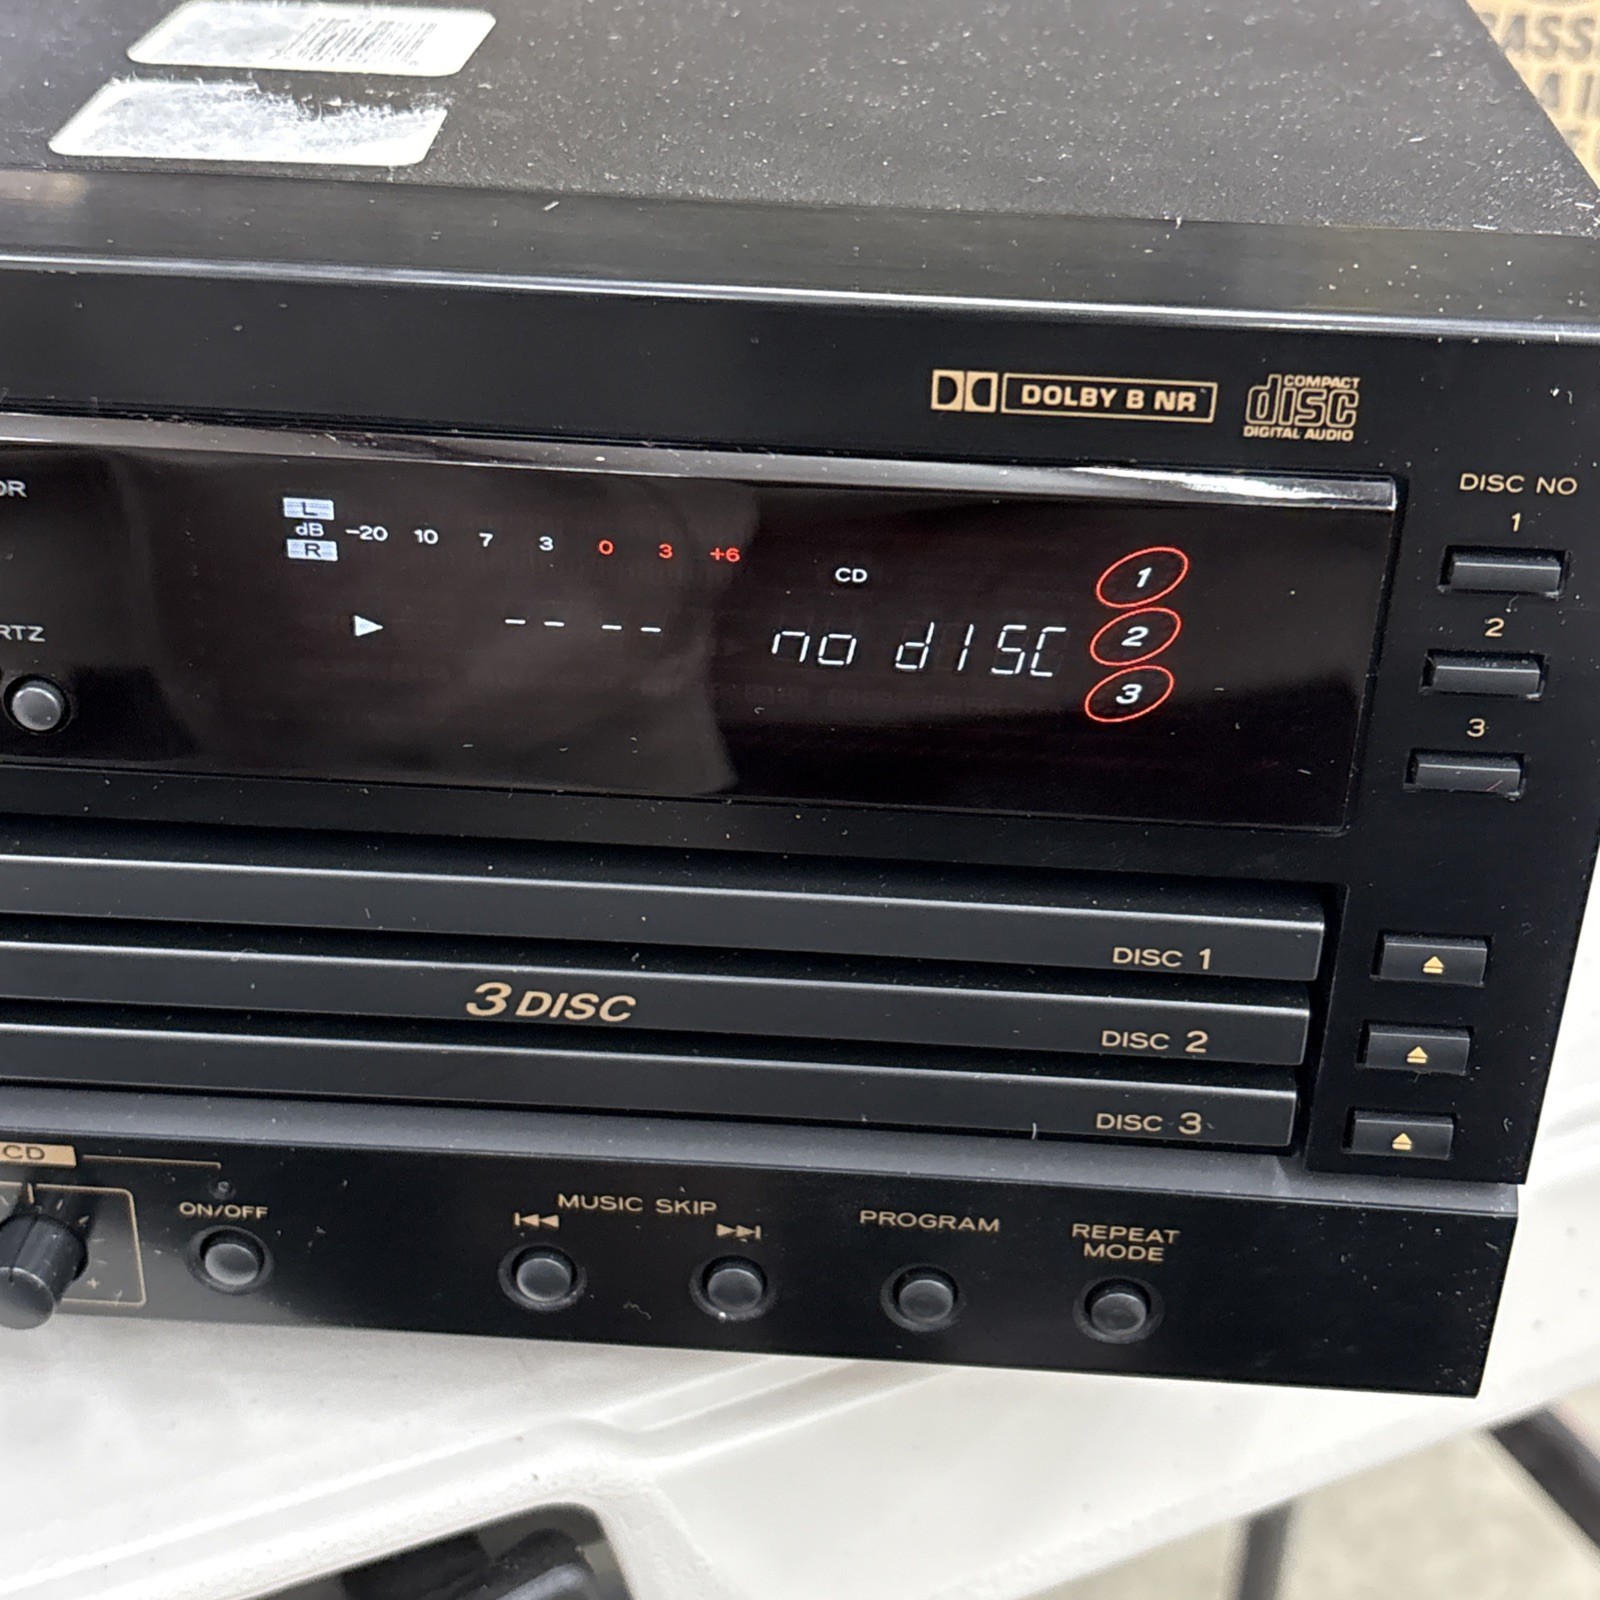 DOLBY B NR
COMPACT
disc
DIGITAL AUDIO
DISC NO
1
2
3
L
dB -20 10 7 3 0 3 +6
R
CD
no dISC
1
2
3
-- --
DISC 1
3 DISC
DISC 2
DISC 3
CD
ON/OFF
MUSIC SKIP
PROGRAM
REPEAT
MODE
+